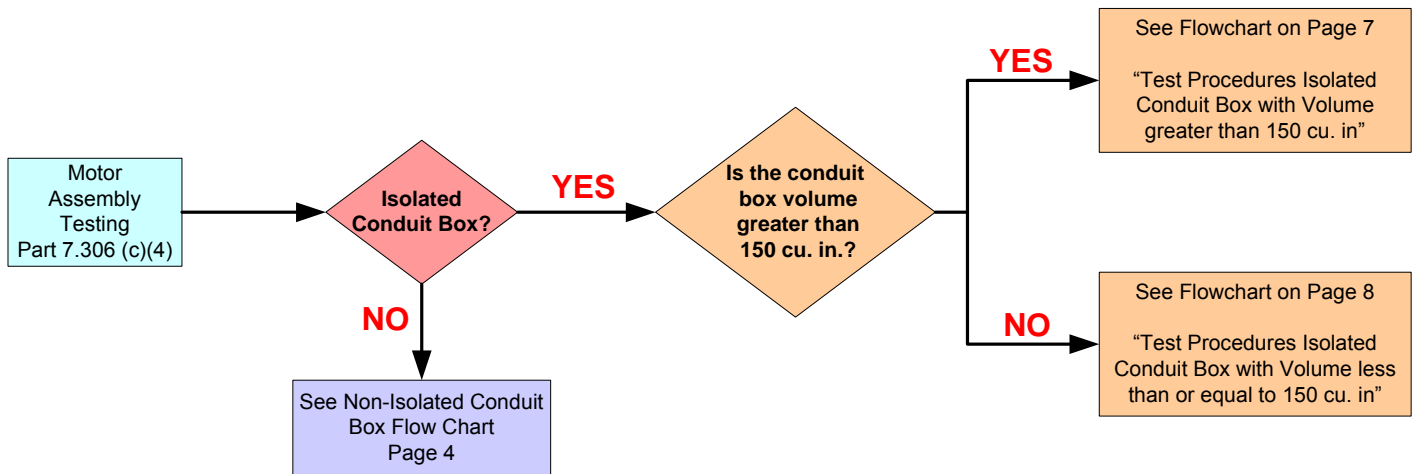 Motor
Assembly
Testing
Part 7.306 (c)(4)
Isolated
Conduit Box?
YES
NO
See Non-Isolated Conduit
Box Flow Chart
Page 4
Is the conduit
box volume
greater than
150 cu. in.?
YES
See Flowchart on Page 7
“Test Procedures Isolated
Conduit Box with Volume
greater than 150 cu. in”
NO
See Flowchart on Page 8
“Test Procedures Isolated
Conduit Box with Volume less
than or equal to 150 cu. in”